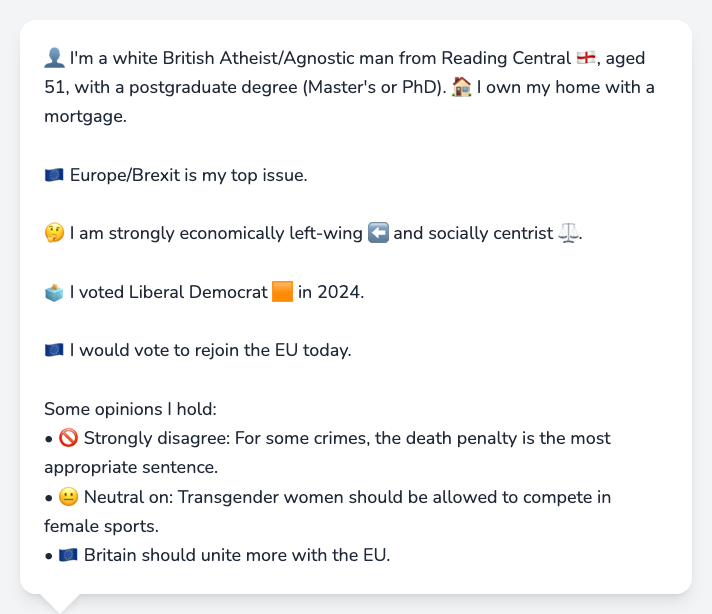 👤 I'm a white British Atheist/Agnostic man from Reading Central 🏴󠁧󠁢󠁥󠁮󠁧󠁿, aged
51, with a postgraduate degree (Master's or PhD). 🏠 I own my home with a
mortgage.
🇪🇺 Europe/Brexit is my top issue.
🤔 I am strongly economically left-wing ⬅️ and socially centrist ⚖️.
🗳️ I voted Liberal Democrat 🟧 in 2024.
🇪🇺 I would vote to rejoin the EU today.
Some opinions I hold:
• 🚫 Strongly disagree: For some crimes, the death penalty is the most
appropriate sentence.
• 😐 Neutral on: Transgender women should be allowed to compete in
female sports.
• 🇪🇺 Britain should unite more with the EU.